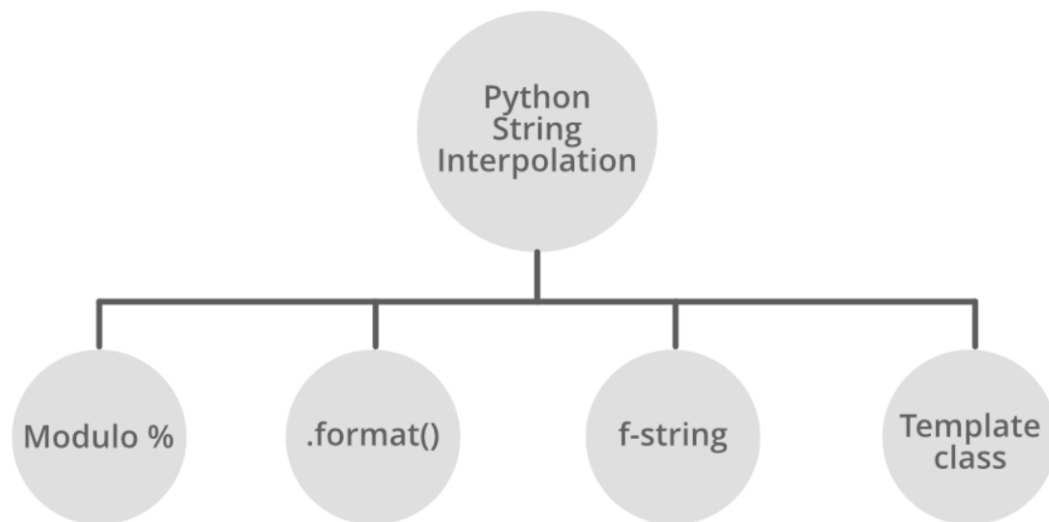 Python
String
Interpolation
Modulo %
.format()
f-string
Template
class